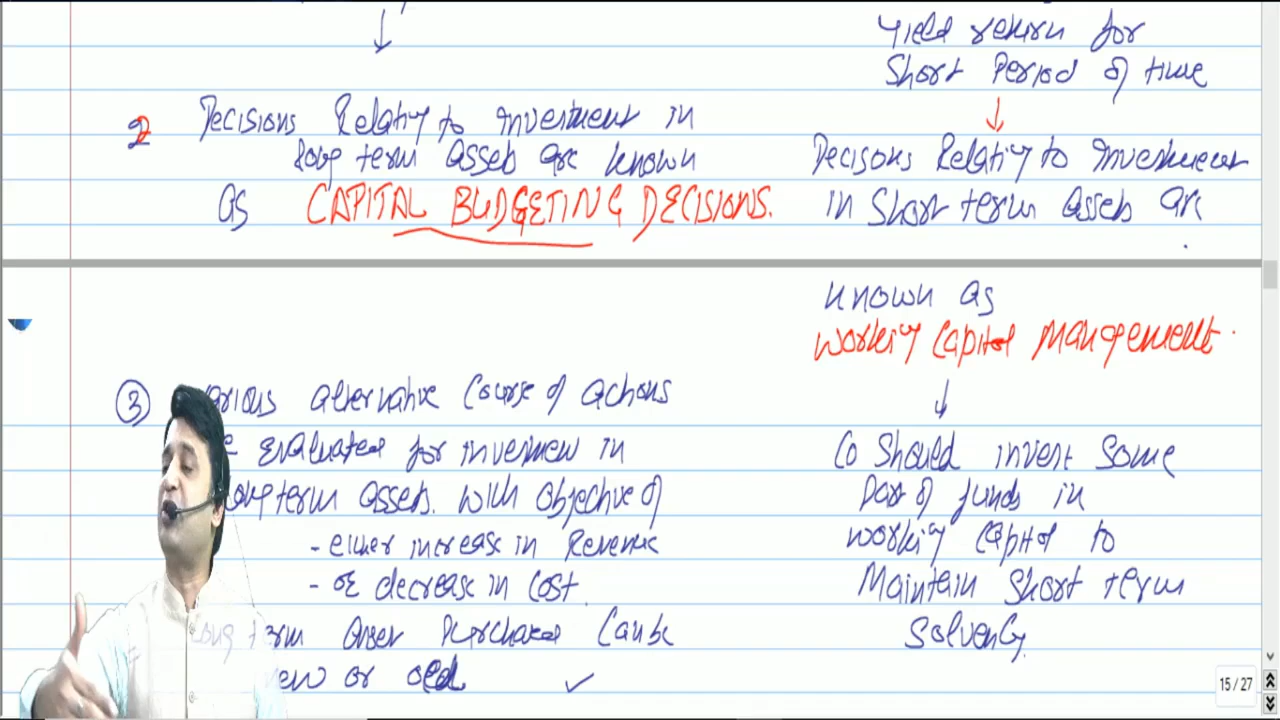 Yield return for
Short Period of time
2
Decisions Relating to Investment in
long term assets are known
as CAPITAL BUDGETING DECISIONS.
Decisions Relating to Investment
in Short term Assets are
known as
Working Capital Management.
3
Various alternative Course of actions
Evaluated for investment in
long term assets. With objective of
- either increase in Revenue
- or decrease in Cost.
long term Asset Purchased Can be
new or old
Co Should invest Some
Part of funds in
working Capital to
Maintain Short term
Solvency.
15 / 27